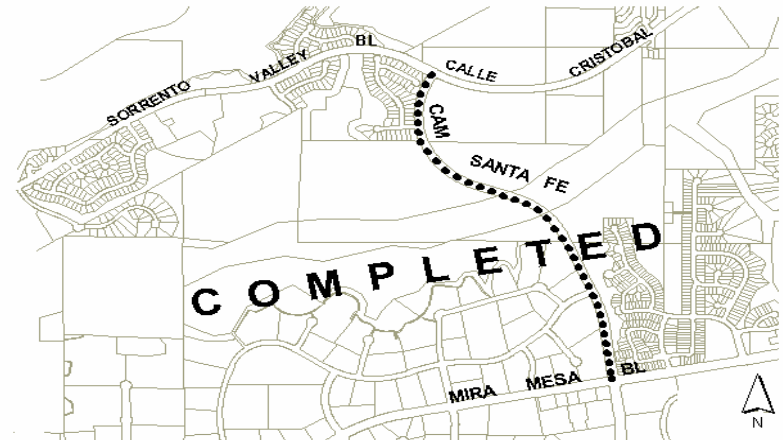 SORRENTO VALLEY BL
CALLE CRISTOBAL
CAM SANTA FE
COMPLETED
MIRA MESA BL
N